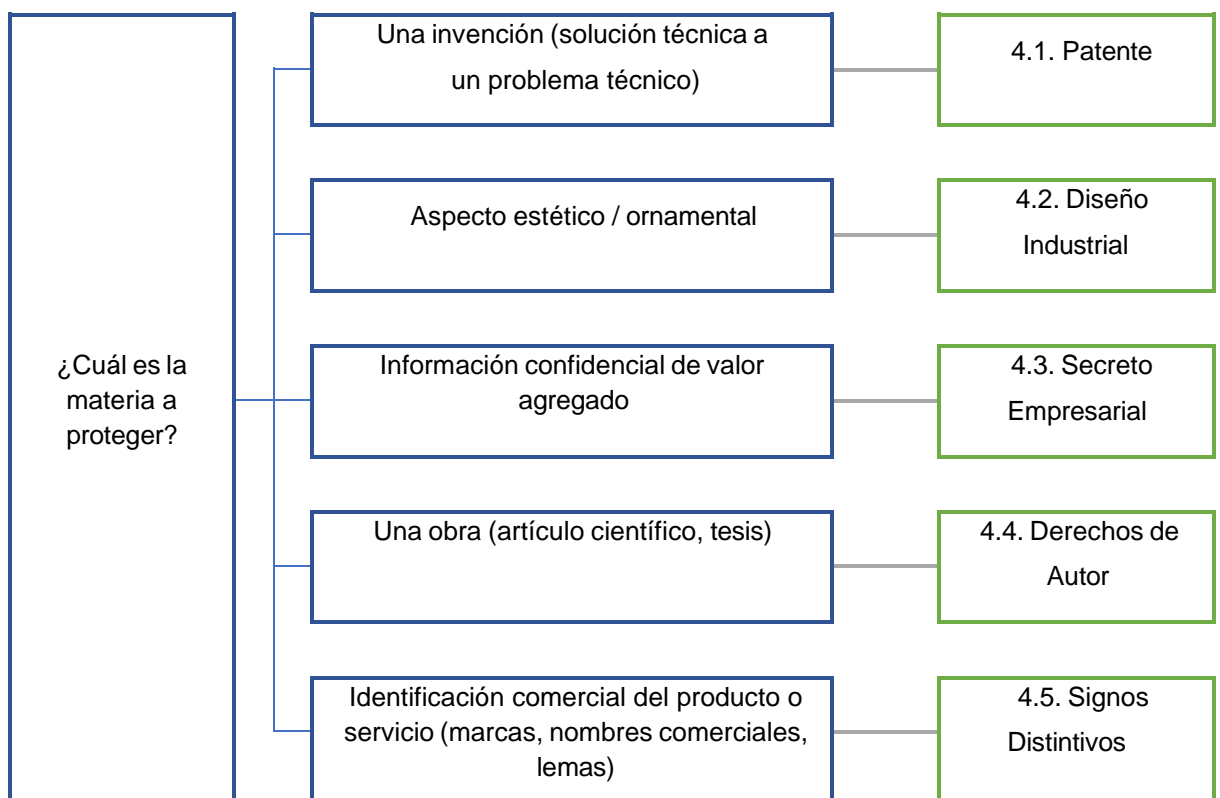 ¿Cuál es la
materia a
proteger?
Una invención (solución técnica a
un problema técnico)
4.1. Patente
Aspecto estético / ornamental
4.2. Diseño
Industrial
Información confidencial de valor
agregado
4.3. Secreto
Empresarial
Una obra (artículo científico, tesis)
4.4. Derechos de
Autor
Identificación comercial del producto o
servicio (marcas, nombres comerciales,
lemas)
4.5. Signos
Distintivos